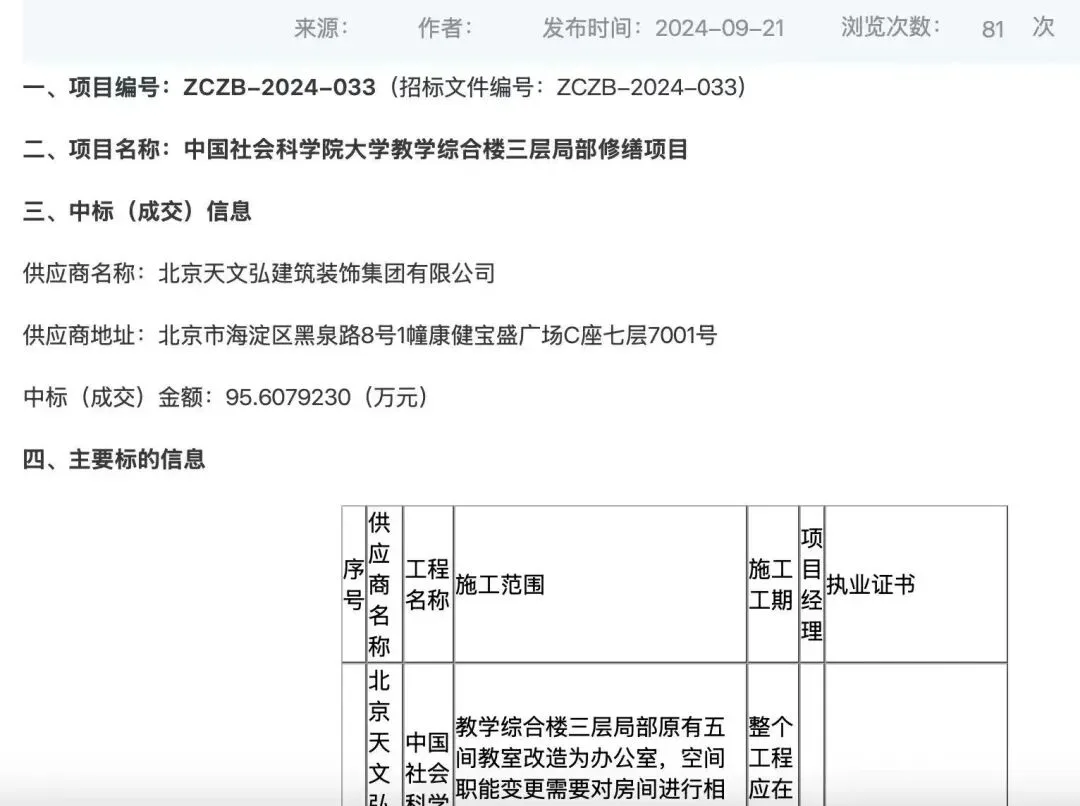 来源： 作者： 发布时间：2024-09-21 浏览次数： 81 次
一、项目编号：ZCZB-2024-033（招标文件编号：ZCZB-2024-033）
二、项目名称：中国社会科学院大学教学综合楼三层局部修缮项目
三、中标（成交）信息
供应商名称：北京天文弘建筑装饰集团有限公司
供应商地址：北京市海淀区黑泉路8号1幢康健宝盛广场C座七层7001号
中标（成交）金额：95.6079230（万元）
四、主要标的信息
序
号
供
应
商
名
称
工程
名称
施工范围
施工
工期
项
目
经
理
执业证书
北
京
天
文
弘
中国
社会
科学
教学综合楼三层局部原有五
间教室改造为办公室，空间
职能变更需要对房间进行相
整个
工程
应在